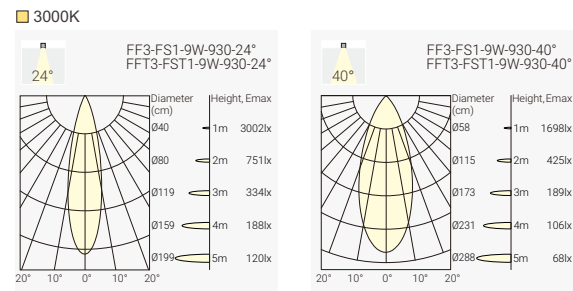 3000K
24°
FF3-FS1-9W-930-24°
FFT3-FST1-9W-930-24°
Diameter (cm) Height, Emax
Ø40 1m 3002lx
Ø80 2m 751lx
Ø119 3m 334lx
Ø159 4m 188lx
Ø199 5m 120lx
20° 10° 0° 10° 20°
40°
FF3-FS1-9W-930-40°
FFT3-FST1-9W-930-40°
Diameter (cm) Height, Emax
Ø58 1m 1698lx
Ø115 2m 425lx
Ø173 3m 189lx
Ø231 4m 106lx
Ø288 5m 68lx
20° 10° 0° 10° 20°